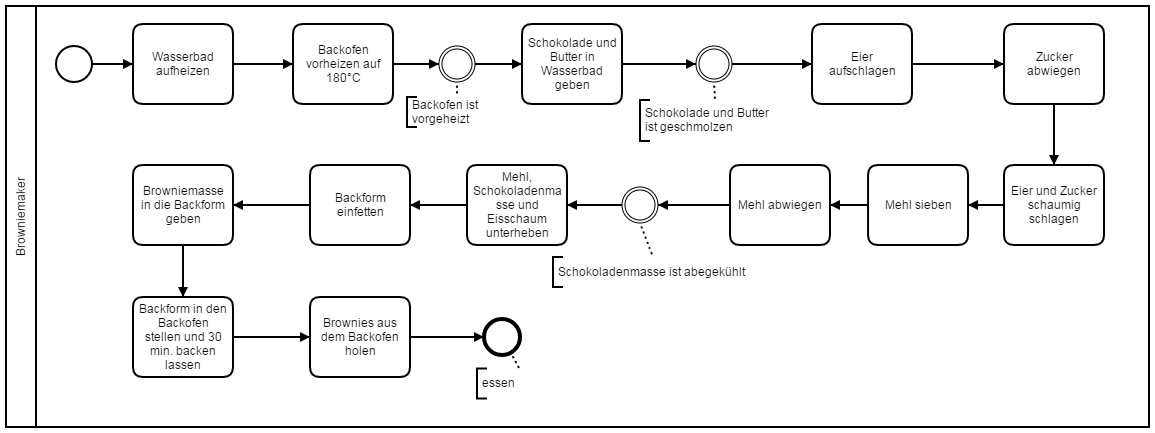 Browniemaker
Wasserbad
aufheizen
Backofen
vorheizen auf
180°C
Backofen ist
vorgeheizt
Schokolade und
Butter in
Wasserbad
geben
Schokolade und Butter
ist geschmolzen
Eier
aufschlagen
Zucker
abwiegen
Eier und Zucker
schaumig
schlagen
Mehl sieben
Mehl abwiegen
Schokoladenmasse ist abegekühlt
Mehl,
Schokoladenma
sse und
Eisschaum
unterheben
Backform
einfetten
Browniemasse
in die Backform
geben
Backform in den
Backofen
stellen und 30
min. backen
lassen
Brownies aus
dem Backofen
holen
essen